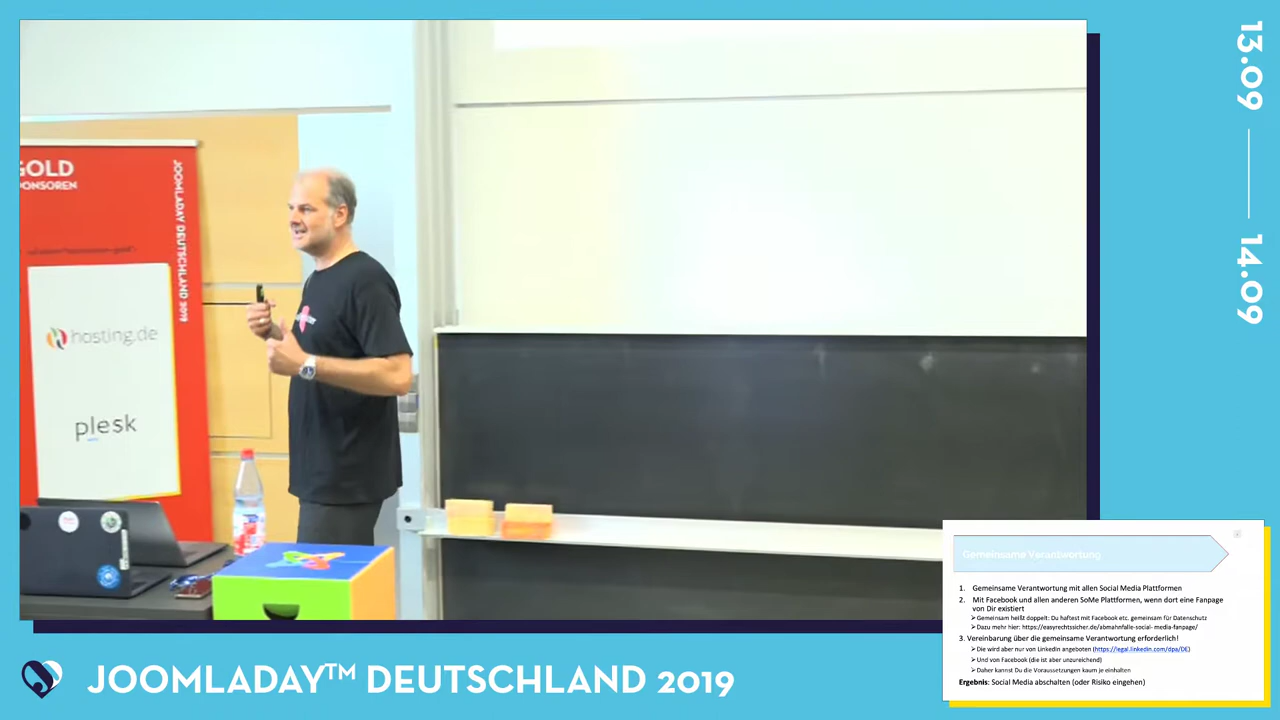 GOLD
SPONSOREN
JOOMLADAY DEUTSCHLAND 2019
hosting.de
plesk
13.09
14.09
Gemeinsame Verantwortung
1. Gemeinsame Verantwortung mit allen Social Media Plattformen
2. Mit Facebook und allen anderen SoMe Plattformen, wenn dort eine Fanpage
von Dir existiert
➢ Gemeinsam heißt doppelt: Du haftest mit Facebook etc. gemeinsam für Datenschutz
➢ Dazu mehr hier: https://easyrechtssicher.de/abmahnfalle-social- media-fanpage/
3. Vereinbarung über die gemeinsame Verantwortung erforderlich!
➢ Die wird aber nur von LinkedIn angeboten (https://legal.linkedin.com/dpa/DE)
➢ Und von Facebook (die ist aber unzureichend)
➢ Daher kannst Du die Voraussetzungen kaum je einhalten
Ergebnis: Social Media abschalten (oder Risiko eingehen)
JOOMLADAY™ DEUTSCHLAND 2019